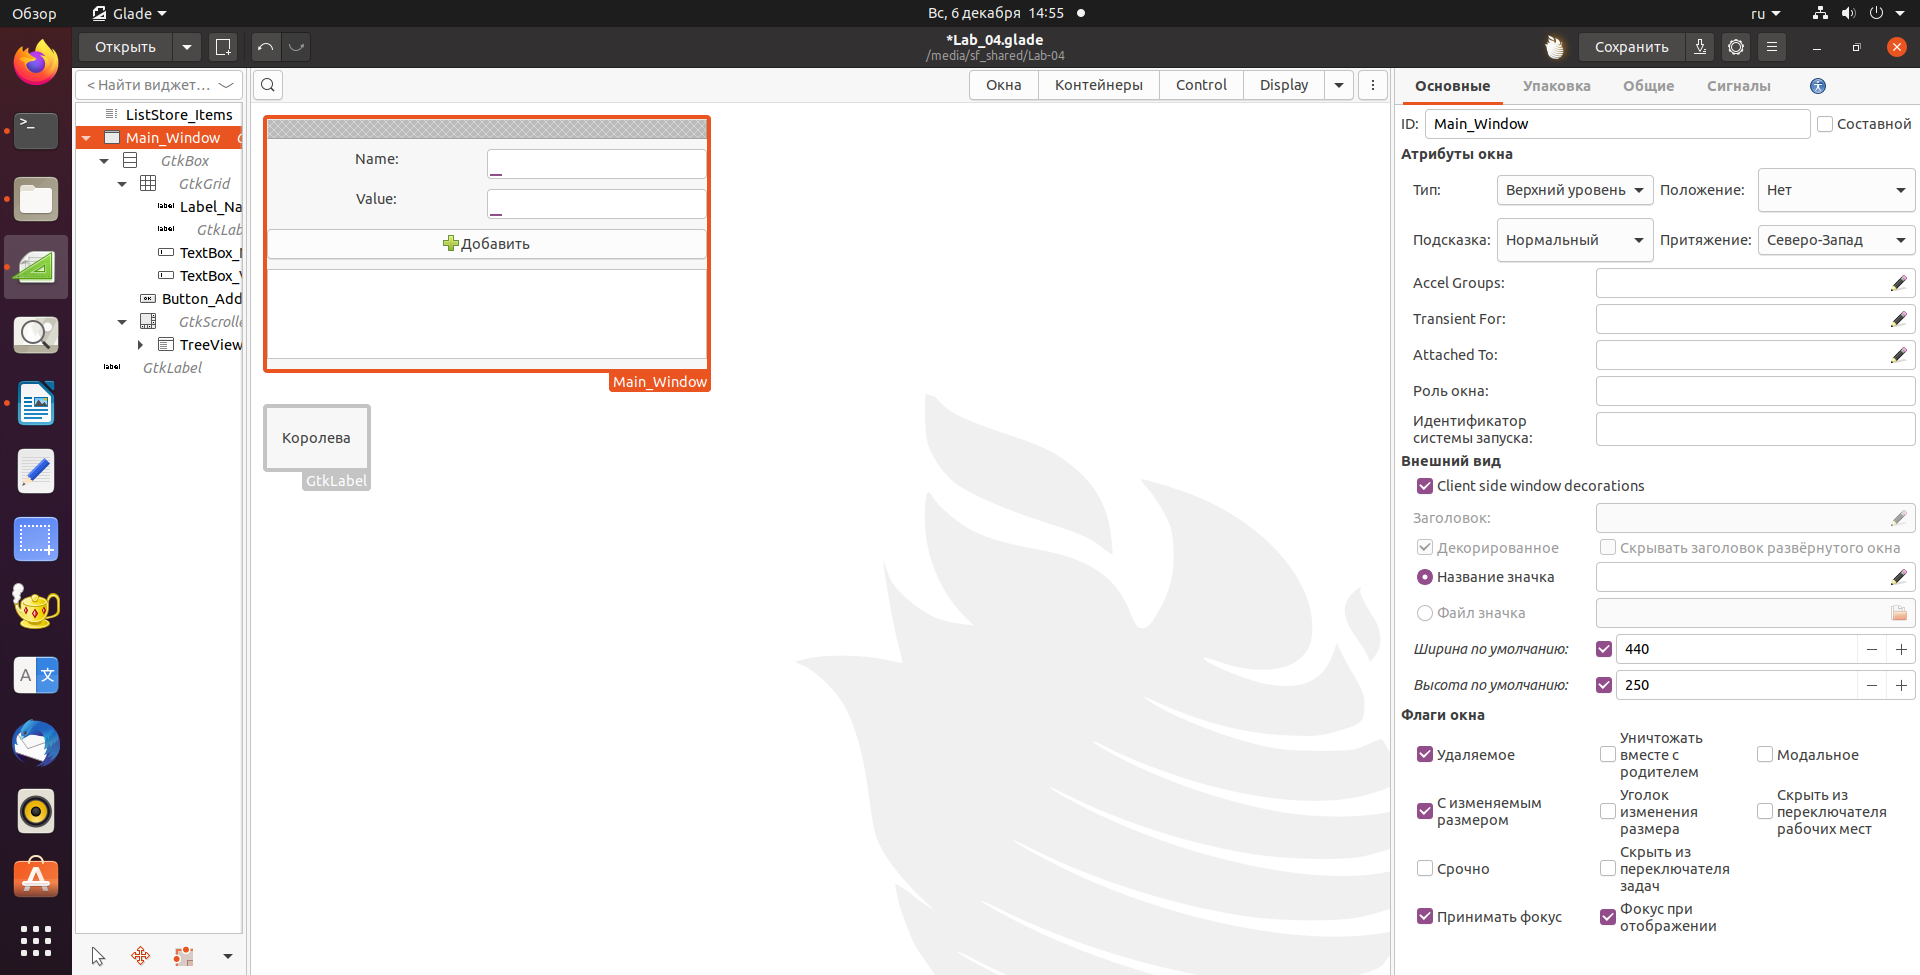 Обзор
Glade
Вс, 6 декабря 14:55
ru
Открыть
*Lab_04.glade
/media/sf_shared/Lab-04
Сохранить
< Найти виджет…
Окна
Контейнеры
Control
Display
Основные
Упаковка
Общие
Сигналы
ListStore_Items
Main_Window
GtkBox
GtkGrid
Label_Na
GtkLab
TextBox_
TextBox_
Button_Add
GtkScrolle
TreeView
label GtkLabel
Name:
Value:
Добавить
Main_Window
Королева
GtkLabel
ID:
Main_Window
Составной
Атрибуты окна
Тип:
Верхний уровень
Положение:
Нет
Подсказка:
Нормальный
Притяжение:
Северо-Запад
Accel Groups:
Transient For:
Attached To:
Роль окна:
Идентификатор
системы запуска:
Внешний вид
Client side window decorations
Заголовок:
Декорированное
Скрывать заголовок развёрнутого окна
Название значка
Файл значка
Ширина по умолчанию:
440
Высота по умолчанию:
250
Флаги окна
Удаляемое
Уничтожать
вместе с
родителем
Модальное
С изменяемым
размером
Уголок
изменения
размера
Скрыть из
переключателя
рабочих мест
Срочно
Скрыть из
переключателя
задач
Принимать фокус
Фокус при
отображении